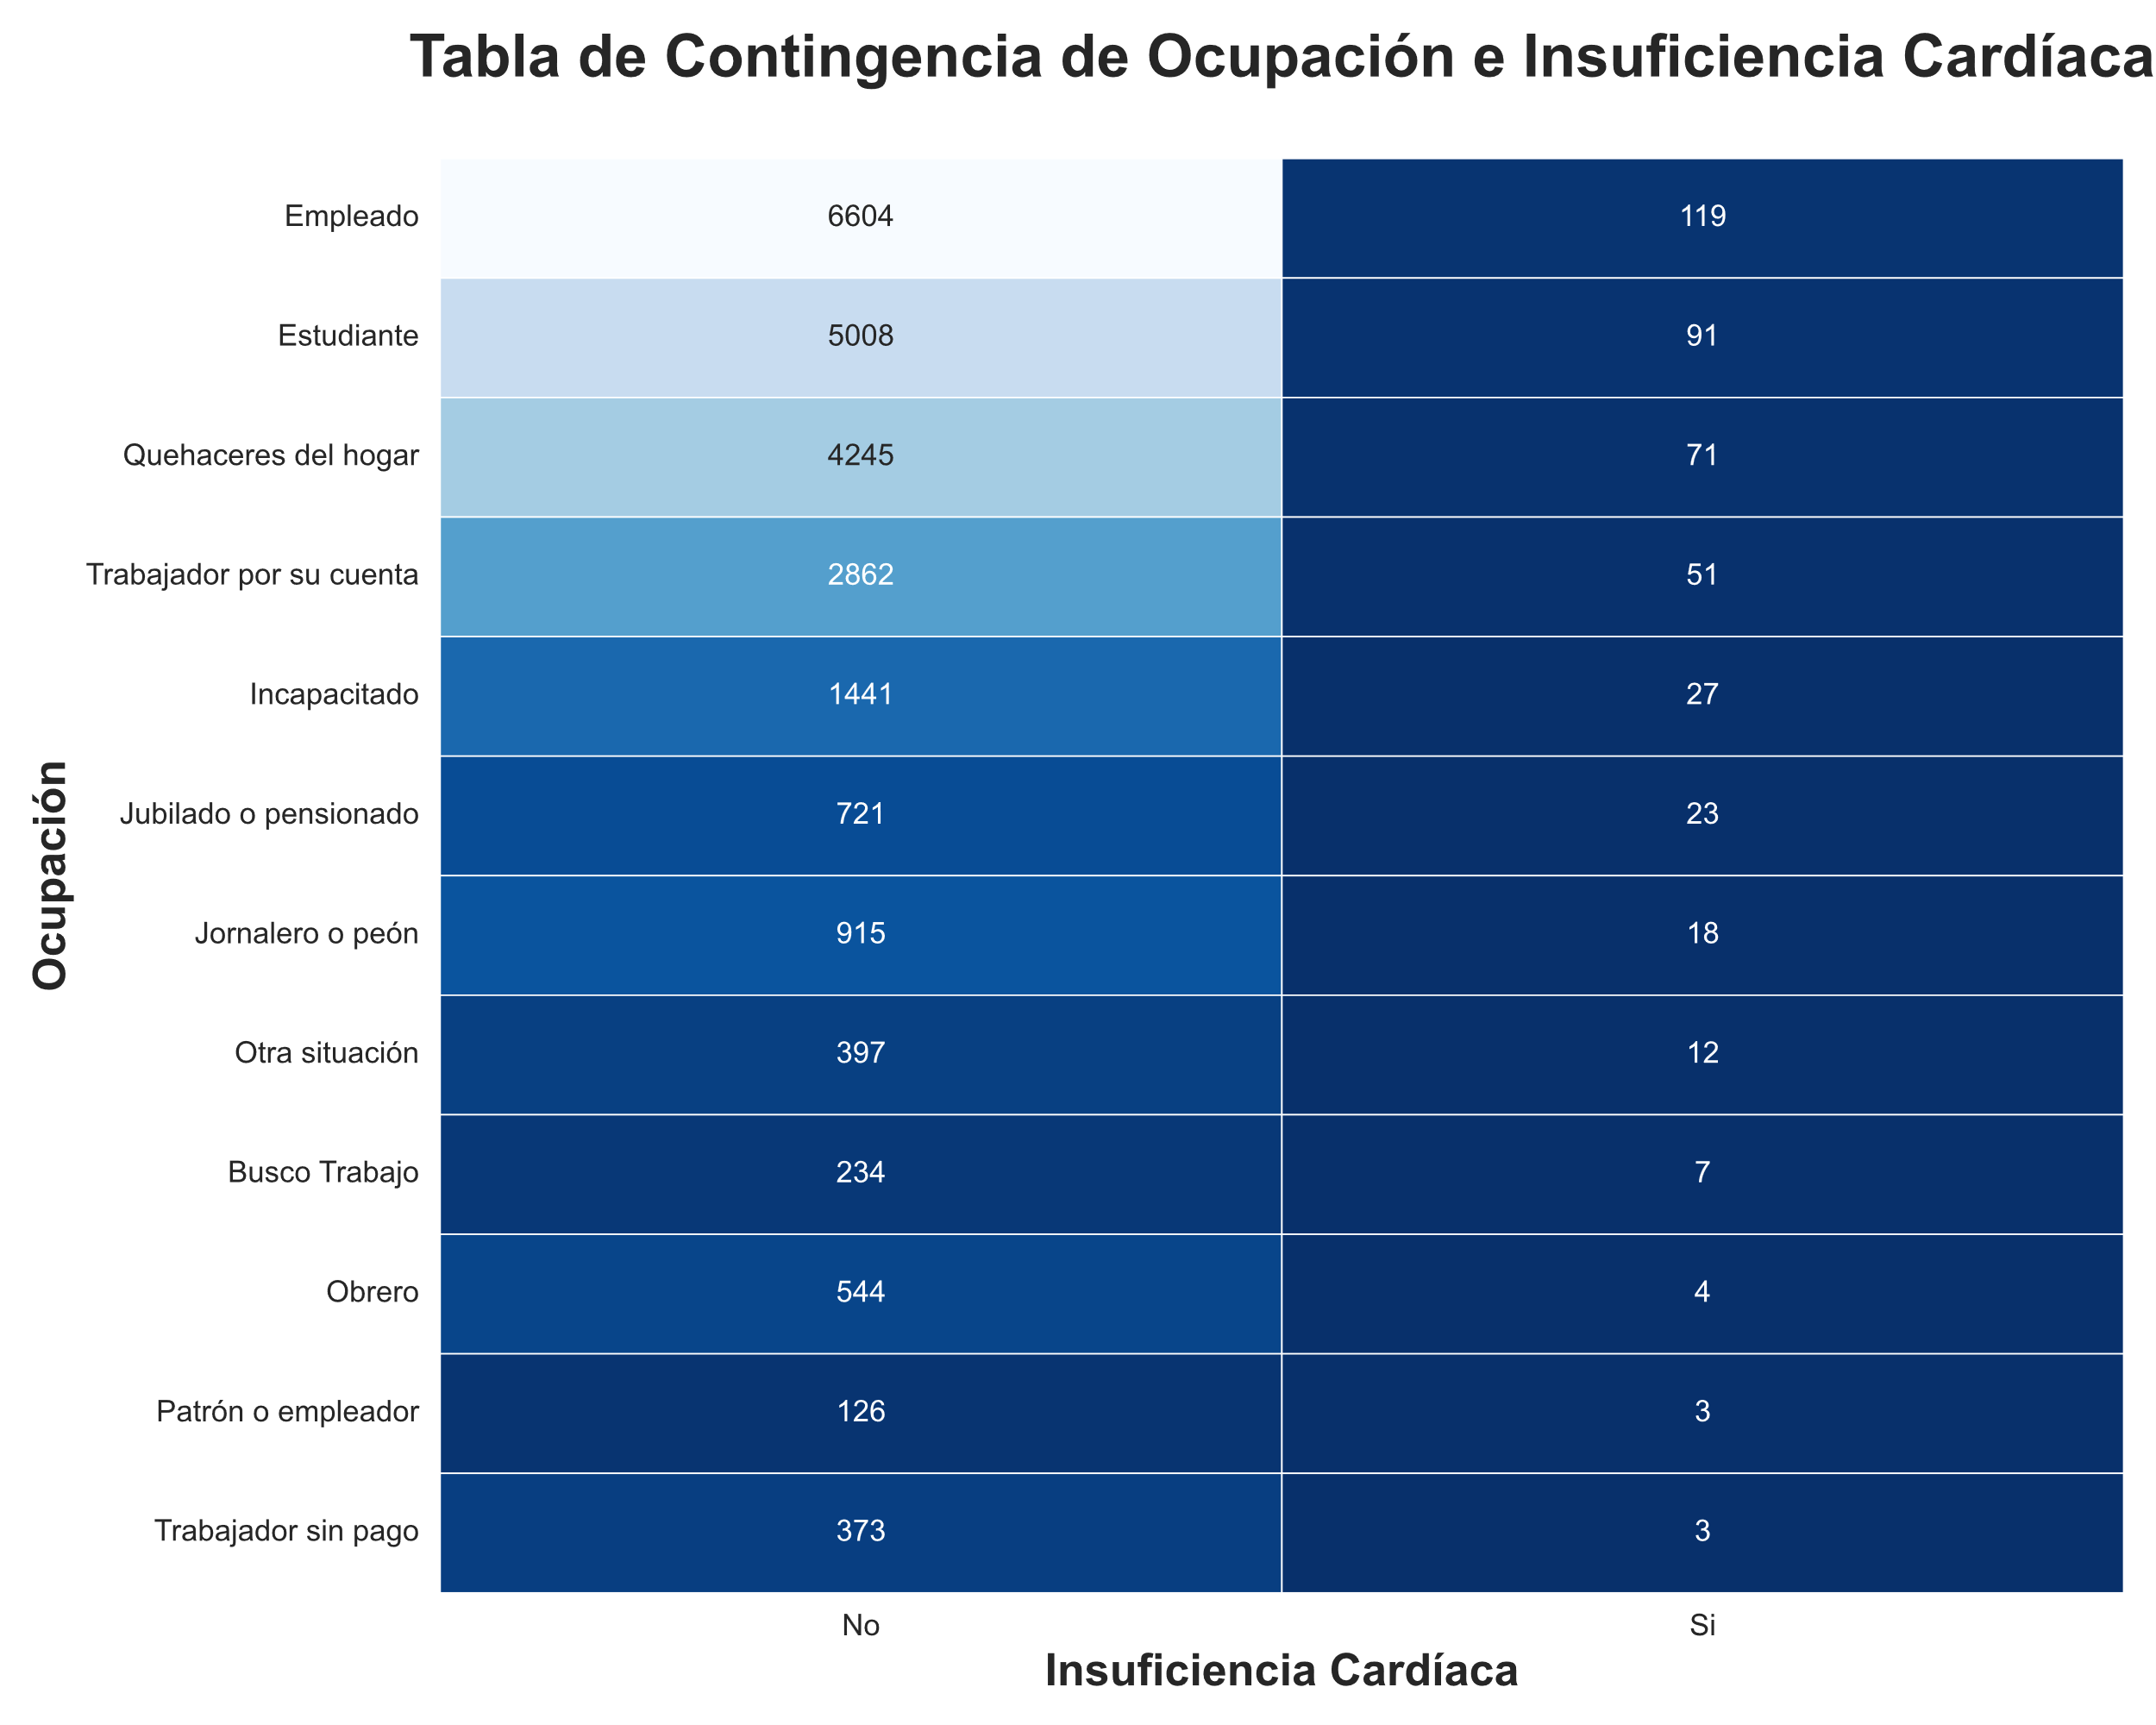 Tabla de Contingencia de Ocupación e Insuficiencia Cardíaca
Ocupación
Empleado 6604 119
Estudiante 5008 91
Quehaceres del hogar 4245 71
Trabajador por su cuenta 2862 51
Incapacitado 1441 27
Jubilado o pensionado 721 23
Jornalero o peón 915 18
Otra situación 397 12
Busco Trabajo 234 7
Obrero 544 4
Patrón o empleador 126 3
Trabajador sin pago 373 3
No Si
Insuficiencia Cardíaca